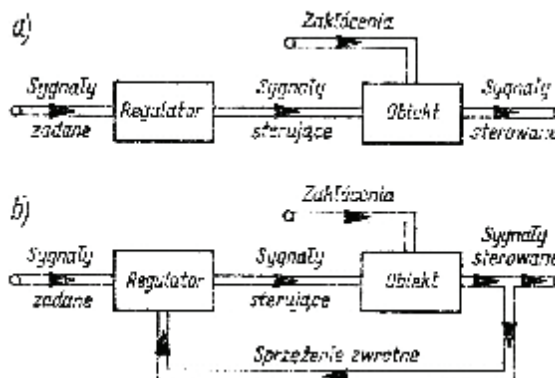 a)
Zakłócenia
Sygnały
zadane
Regulator
Sygnały
sterujące
Obiekt
Sygnały
sterowane
b)
Zakłócenia
Sygnały
zadane
Regulator
Sygnały
sterujące
Obiekt
Sygnały
sterowane
Sprzężenie zwrotne